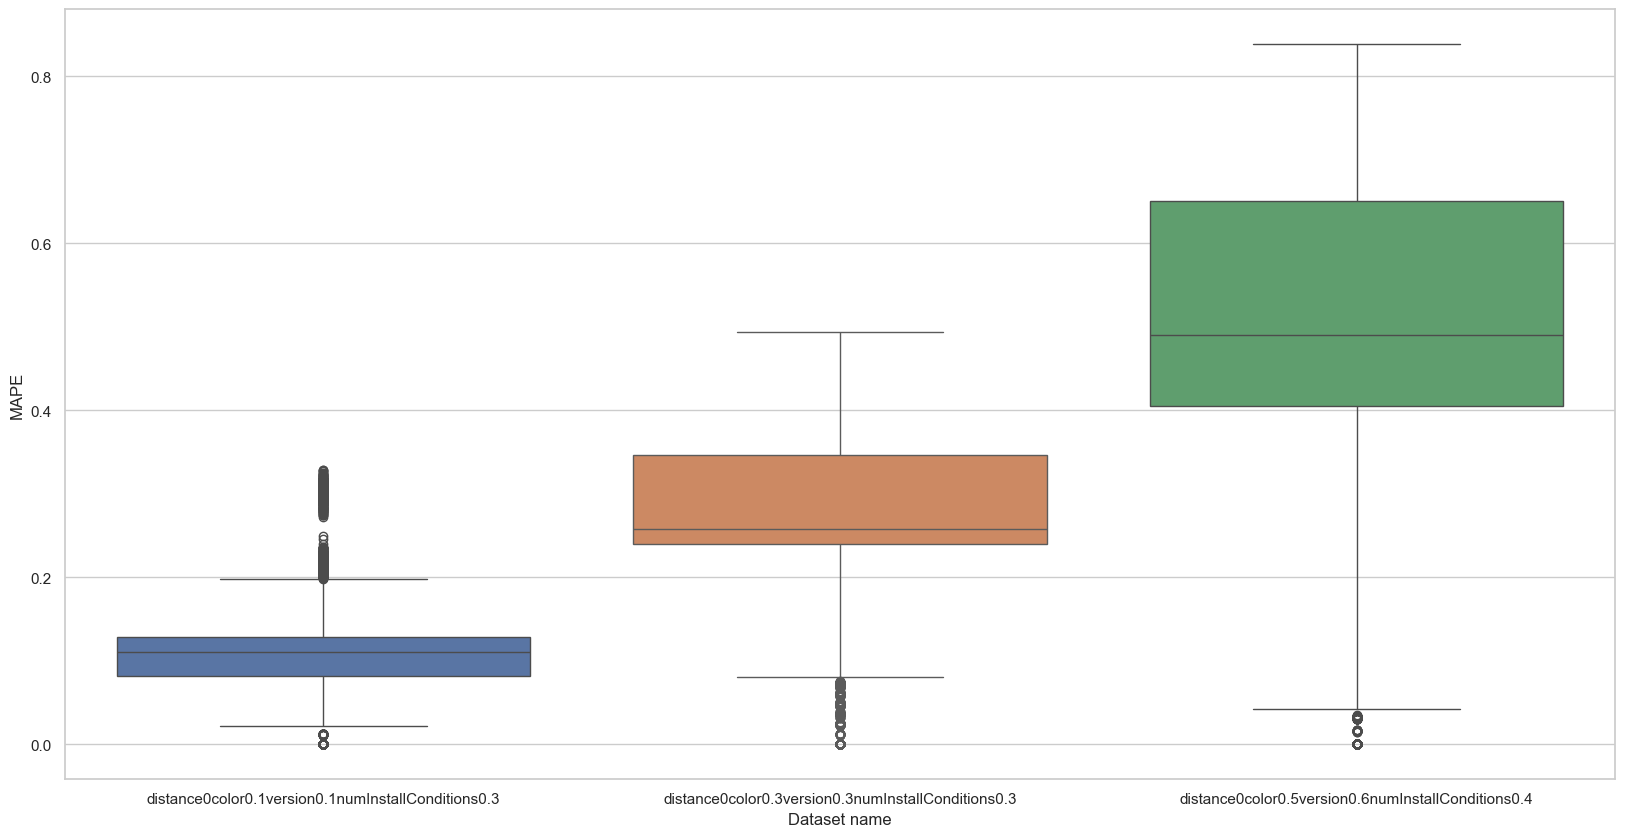 0.8
0.6
0.4
0.2
0.0
MAPE
distance0color0.1version0.1numInstallConditions0.3
distance0color0.3version0.3numInstallConditions0.3
distance0color0.5version0.6numInstallConditions0.4
Dataset name